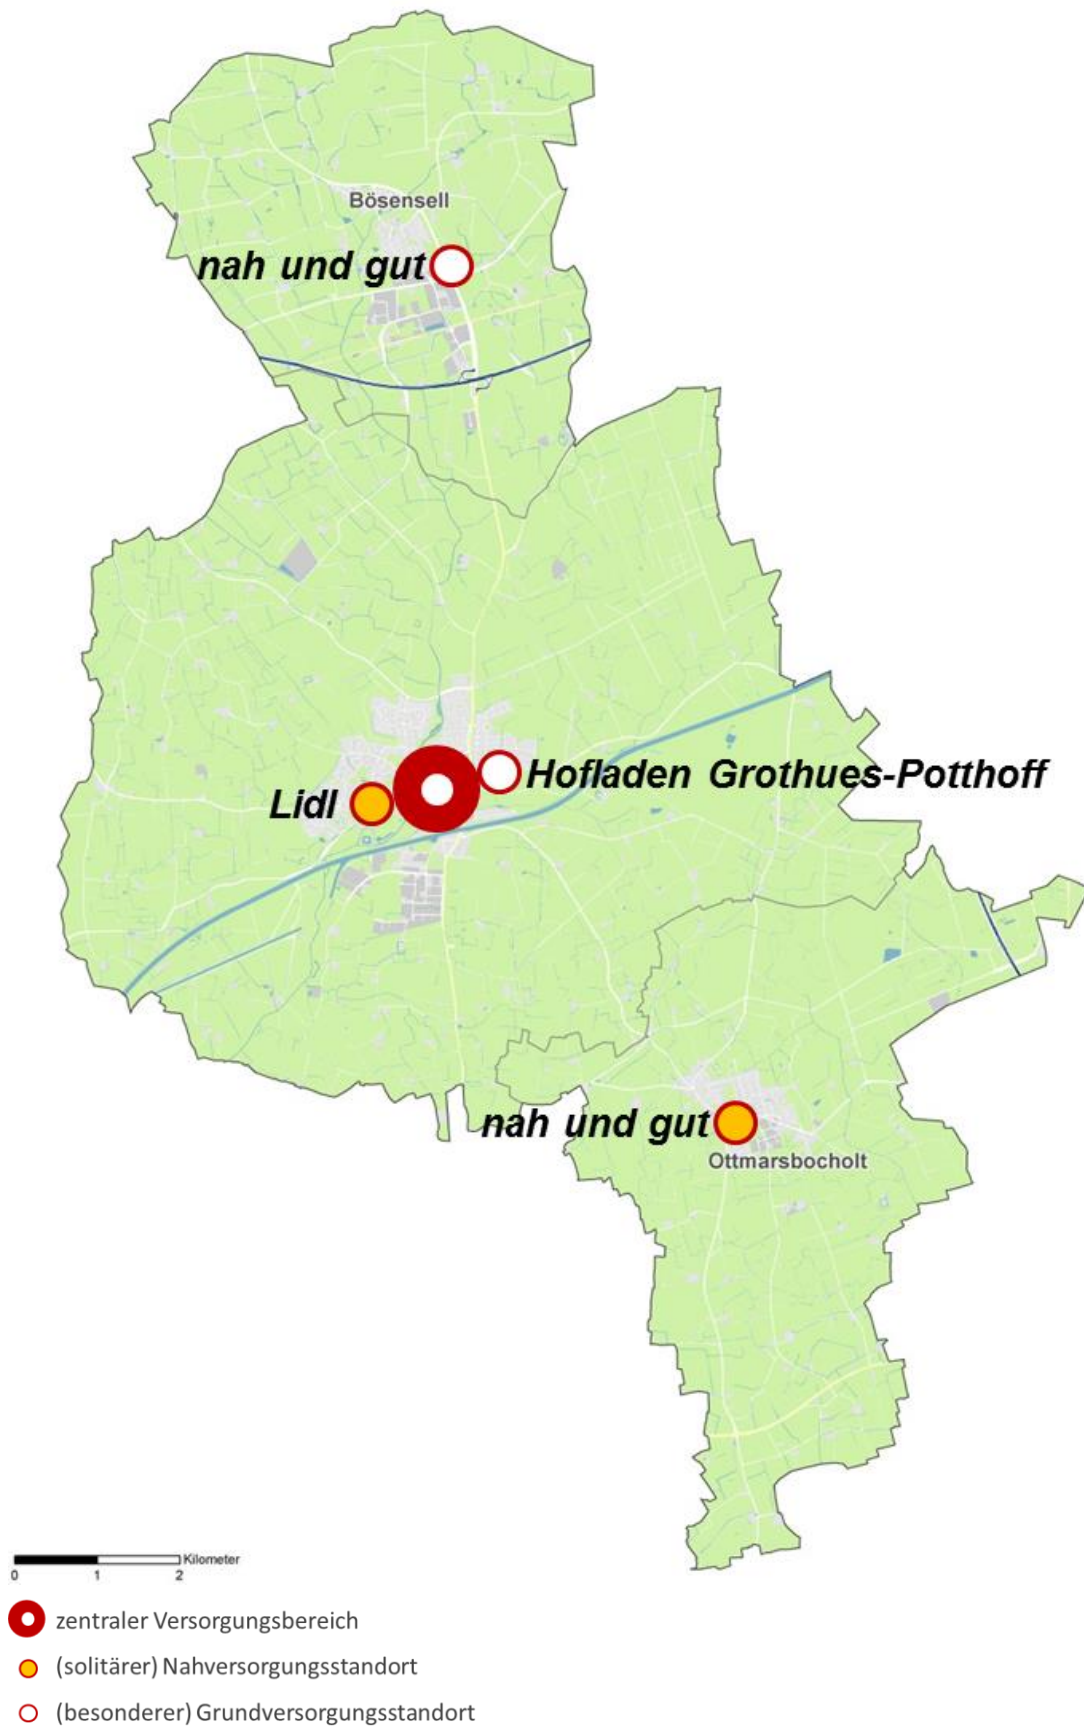 Bösensell
nah und gut
Hofladen Grothues-Potthoff
Lidl
nah und gut
Ottmarsbocholt
Kilometer
0 1 2
zentraler Versorgungsbereich
(solitärer) Nahversorgungsstandort
(besonderer) Grundversorgungsstandort